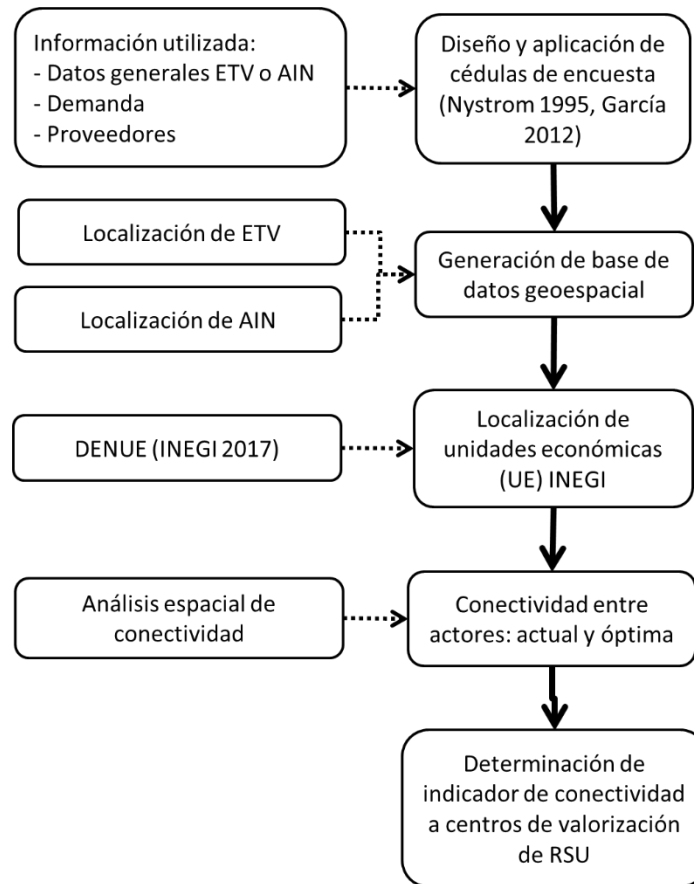 Información utilizada:
- Datos generales ETV o AIN
- Demanda
- Proveedores
Diseño y aplicación de
cédulas de encuesta
(Nystrom 1995, García
2012)
Localización de ETV
Localización de AIN
Generación de base de
datos geoespacial
DENUE (INEGI 2017)
Localización de
unidades económicas
(UE) INEGI
Análisis espacial de
conectividad
Conectividad entre
actores: actual y óptima
Determinación de
indicador de conectividad
a centros de valorización
de RSU